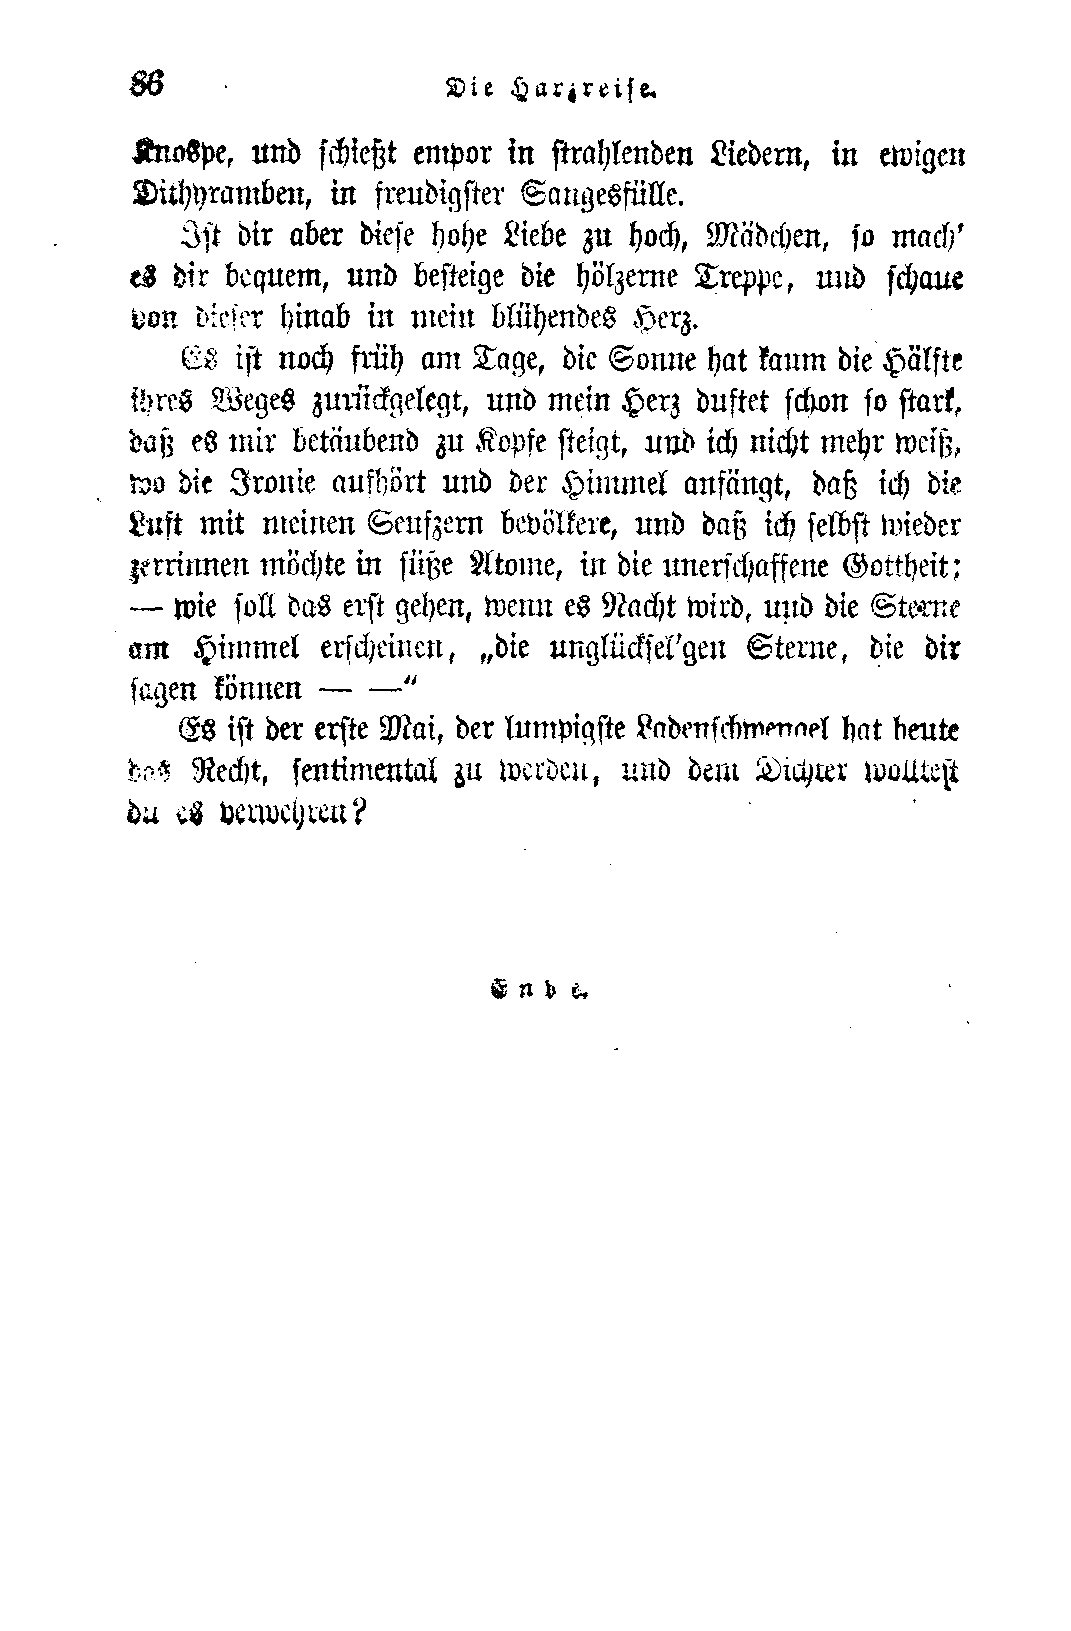 86
Die Harzreise.
Knospe, und schießt empor in strahlenden Liedern, in ewigen
Dithyramben, in freudigster Sangesfülle.
Ist dir aber diese hohe Liebe zu hoch, Mädchen, so mach'
es dir bequem, und besteige die hölzerne Treppe, und schaue
von dieser hinab in mein blühendes Herz.
Es ist noch früh am Tage, die Sonne hat kaum die Hälfte
ihres Weges zurückgelegt, und mein Herz duftet schon so stark,
daß es mir betäubend zu Kopfe steigt, und ich nicht mehr weiß,
wo die Ironie aufhört und der Himmel anfängt, daß ich die
Luft mit meinen Seufzern bevölkere, und daß ich selbst wieder
zerrinnen möchte in süße Atome, in die unerschaffene Gottheit;
— wie soll das erst gehen, wenn es Nacht wird, und die Sterne
am Himmel erscheinen, „die unglücksel'gen Sterne, die dir
sagen können — —“
Es ist der erste Mai, der lumpigste Ladenschwengel hat heute
das Recht, sentimental zu werden, und dem Dichter wolltest
du es verwehren?
Ende.